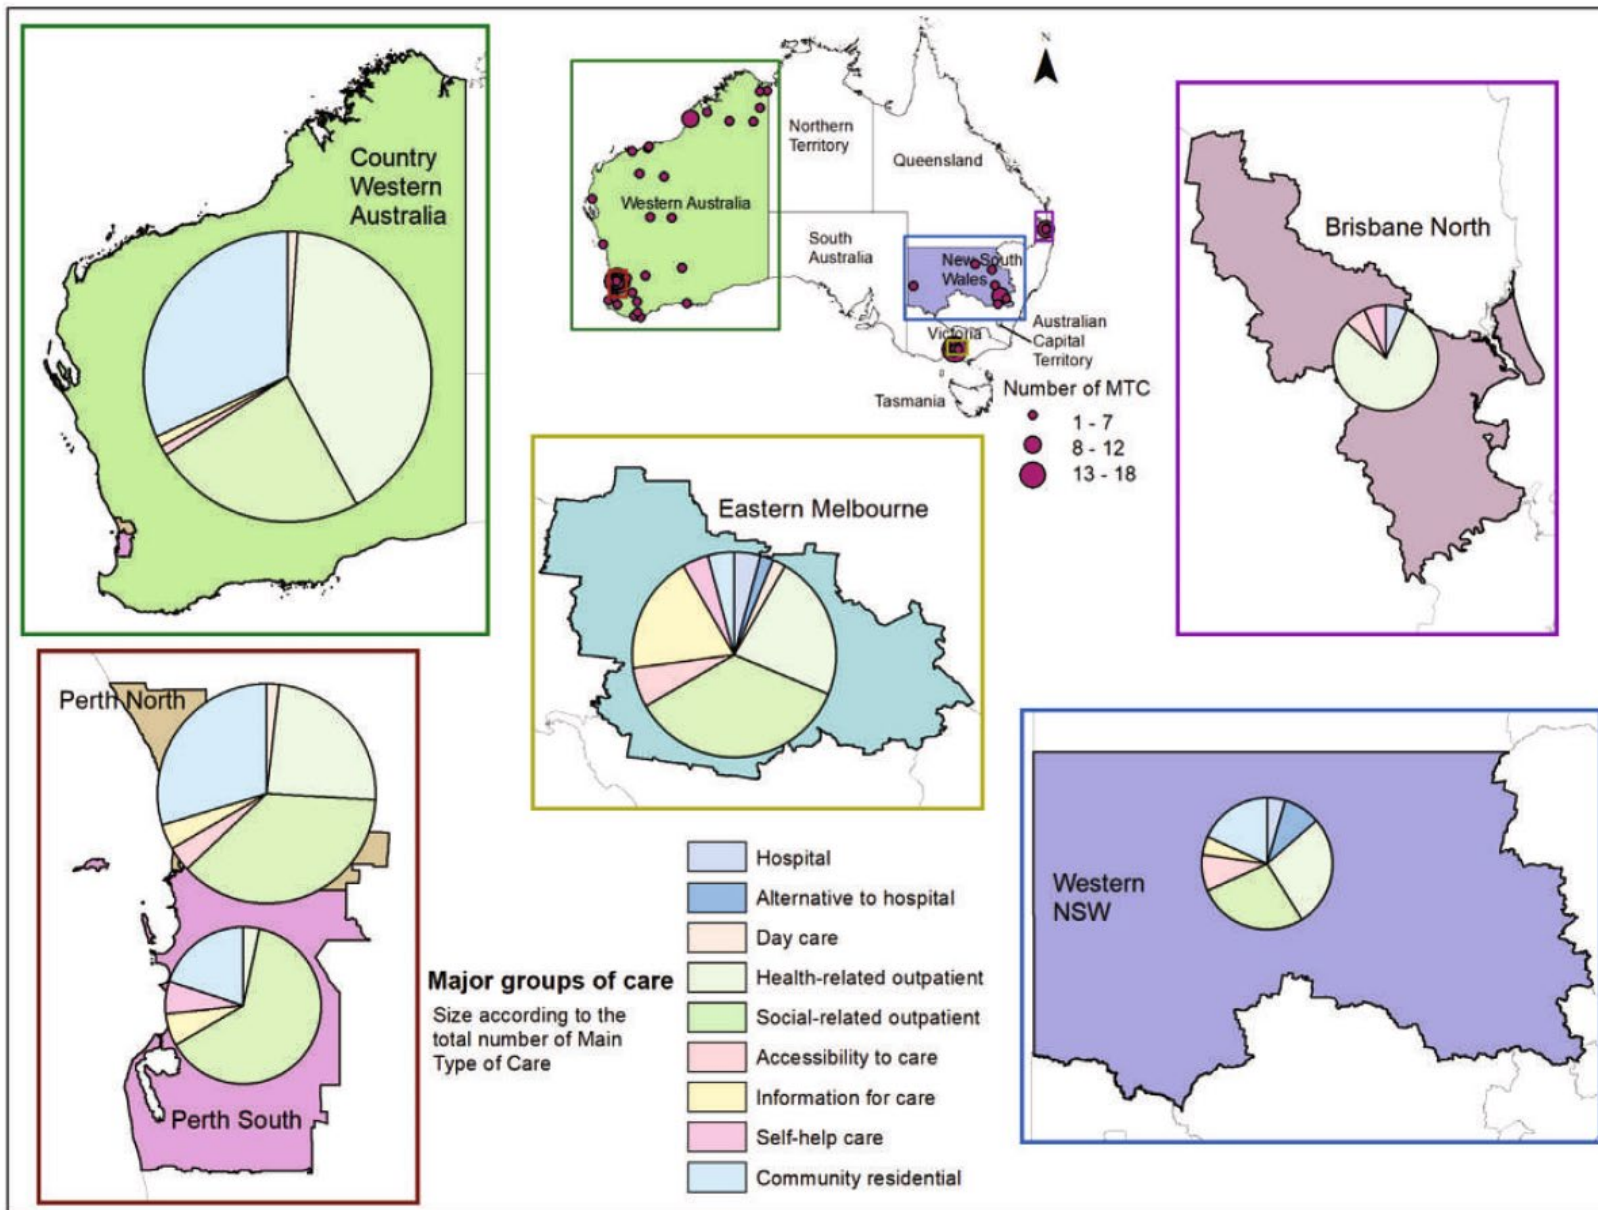 Country
Western
Australia
N
Northern
Territory
Queensland
Western Australia
South
Australia
New South
Wales
Victoria
Australian
Capital
Territory
Tasmania
Number of MTC
1 - 7
8 - 12
13 - 18
Brisbane North
Eastern Melbourne
Perth North
Perth South
Western
NSW
Major groups of care
Size according to the
total number of Main
Type of Care
Hospital
Alternative to hospital
Day care
Health-related outpatient
Social-related outpatient
Accessibility to care
Information for care
Self-help care
Community residential